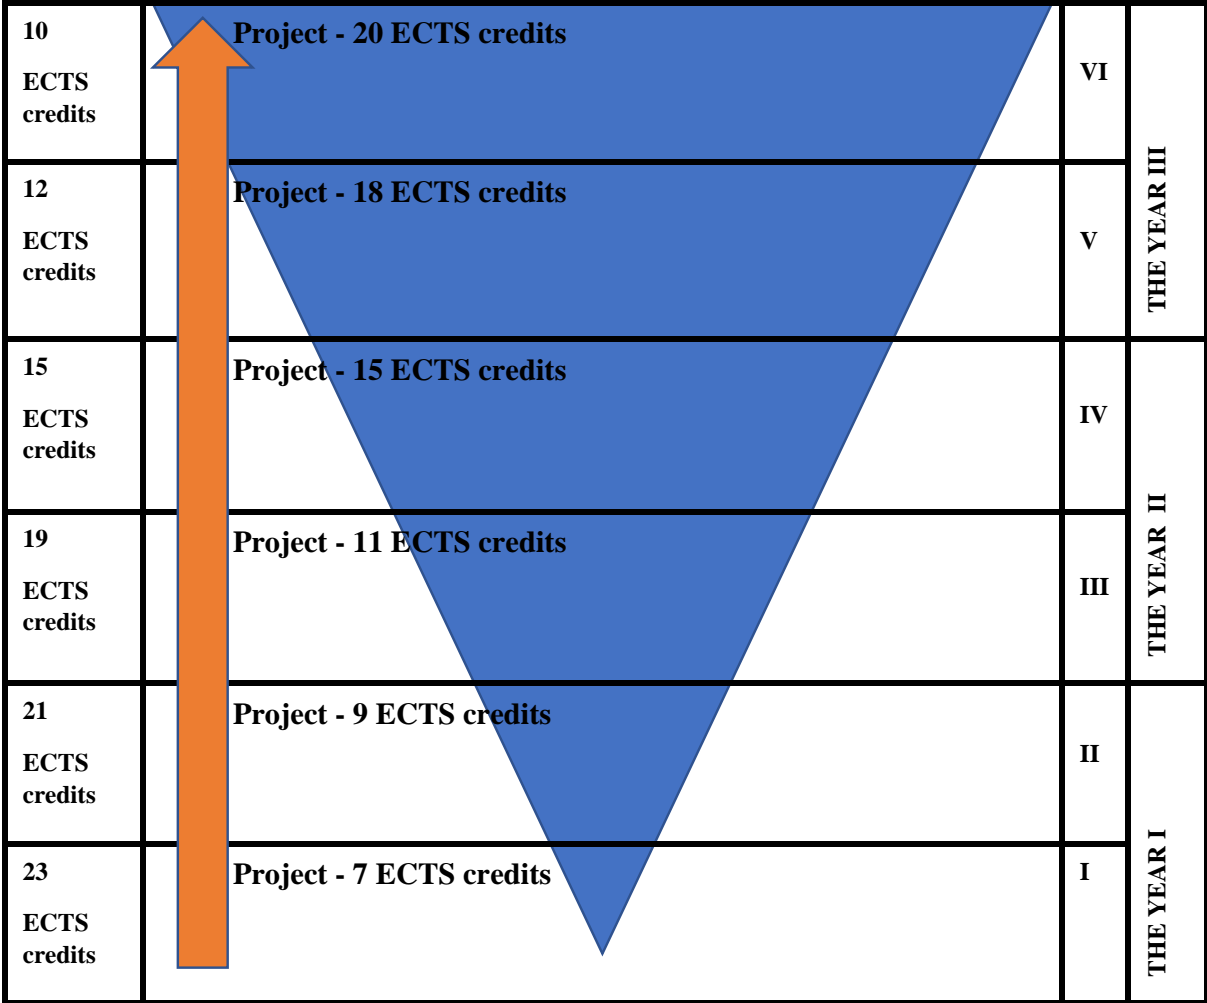 10
ECTS
credits
Project - 20 ECTS credits
VI
THE YEAR III
12
ECTS
credits
Project - 18 ECTS credits
V
15
ECTS
credits
Project - 15 ECTS credits
IV
THE YEAR II
19
ECTS
credits
Project - 11 ECTS credits
III
21
ECTS
credits
Project - 9 ECTS credits
II
THE YEAR I
23
ECTS
credits
Project - 7 ECTS credits
I